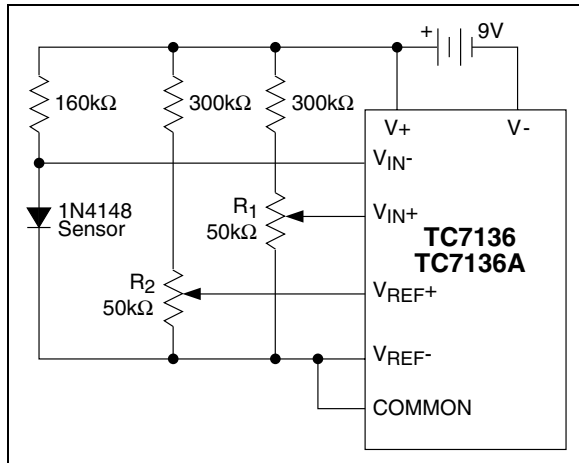 +
9V
160kΩ
300kΩ
300kΩ
V+
V-
VIN-
1N4148
Sensor
R1
50kΩ
VIN+
TC7136
TC7136A
R2
50kΩ
VREF+
VREF-
COMMON